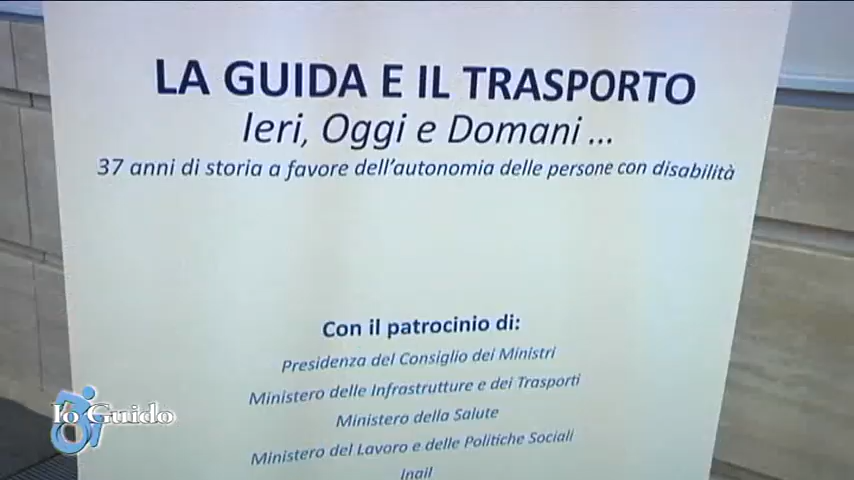 LA GUIDA E IL TRASPORTO
Ieri, Oggi e Domani ...
37 anni di storia a favore dell'autonomia delle persone con disabilità
Con il patrocinio di:
Presidenza del Consiglio dei Ministri
Ministero delle Infrastrutture e dei Trasporti
Ministero della Salute
Ministero del Lavoro e delle Politiche Sociali
Inail
Io Guido